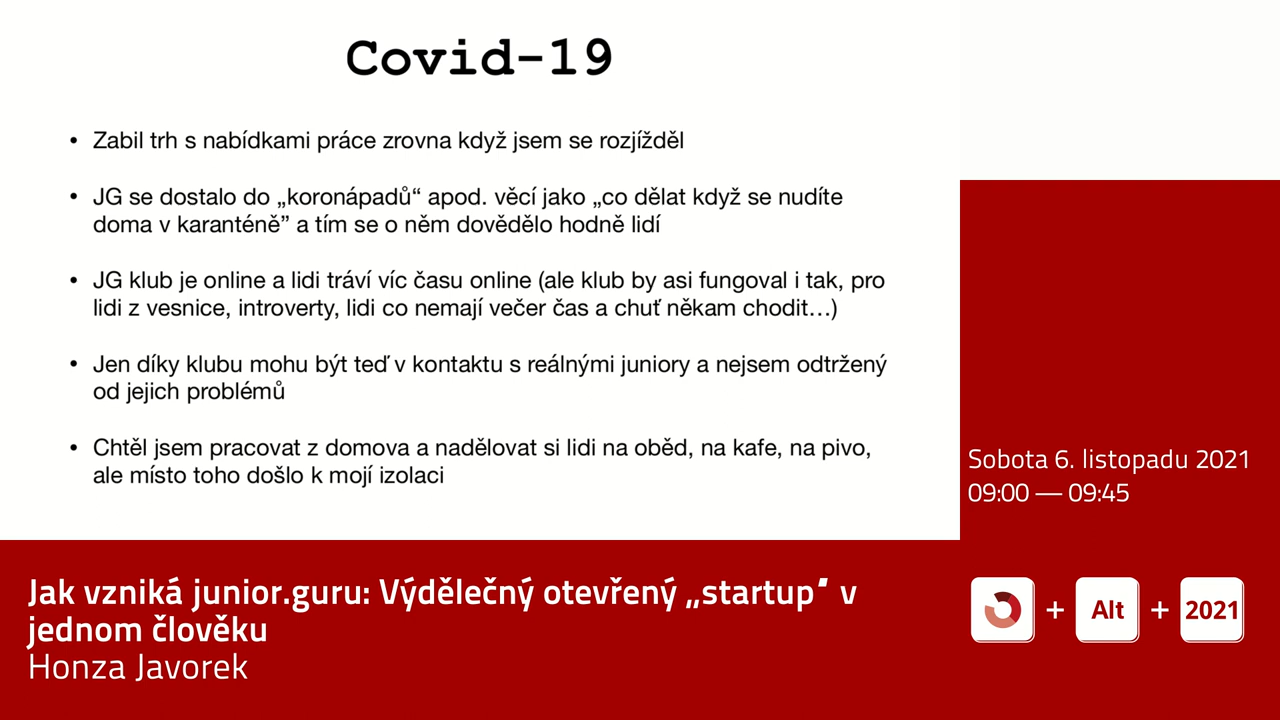 Covid-19
• Zabil trh s nabídkami práce zrovna když jsem se rozjížděl
• JG se dostalo do „koronápadů“ apod. věcí jako „co dělat když se nudíte
doma v karanténě” a tím se o něm dovědělo hodně lidí
• JG klub je online a lidi tráví víc času online (ale klub by asi fungoval i tak, pro
lidi z vesnice, introverty, lidi co nemají večer čas a chuť někam chodit…)
• Jen díky klubu mohu být teď v kontaktu s reálnými juniory a nejsem odtržený
od jejich problémů
• Chtěl jsem pracovat z domova a nadělovat si lidi na oběd, na kafe, na pivo,
ale místo toho došlo k mojí izolaci
Sobota 6. listopadu 2021
09:00 — 09:45
Jak vzniká junior.guru: Výdělečný otevřený „startup“ v
jednom člověku
Honza Javorek
+ Alt + 2021